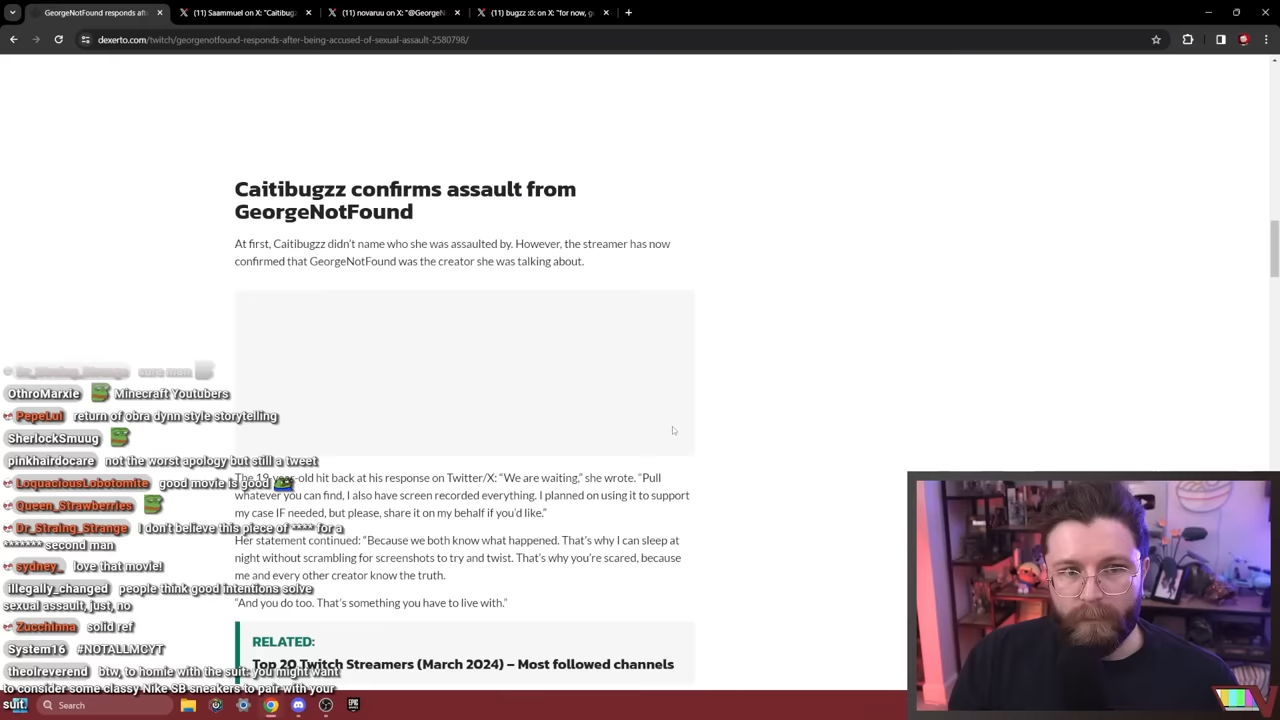 GeorgeNotFound responds after
(11) Saammuel on X: "Caitibugz
(11) novaruu on X: "@GeorgeN
(11) bugzz :0: on X: "for now, g
dexerto.com/twitch/georgenotfound-responds-after-being-accused-of-sexual-assault-2580798/
Caitibugzz confirms assault from
GeorgeNotFound
At first, Caitibugzz didn't name who she was assaulted by. However, the streamer has now
confirmed that GeorgeNotFound was the creator she was talking about.
The 19-year-old hit back at his response on Twitter/X: "We are waiting," she wrote. "Pull
whatever you can find, I also have screen recorded everything. I planned on using it to support
my case IF needed, but please, share it on my behalf if you'd like."
Her statement continued: "Because we both know what happened. That's why I can sleep at
night without scrambling for screenshots to try and twist. That's why you're scared, because
me and every other creator know the truth.
"And you do too. That's something you have to live with."
RELATED:
Top 20 Twitch Streamers (March 2024) – Most followed channels
sure man
OthroMarxie Minecraft Youtubers
PepeLui return of obra dynn style storytelling
SherlockSmuug
pinkhairdocare not the worst apology but still a tweet
LoquaciousLobotomite good movie is good
Queen_Strawberries
Dr_Straing_Strange I don't believe this piece of **** for a
******* second man
sydney_ love that movie!
illegally_changed people think good intentions solve
sexual assault, just, no
Zucchinna solid ref
System16 #NOTALLMCYT
theolreverend btw, to homie with the suit: you might want
to consider some classy Nike SB sneakers to pair with your
suit
Search